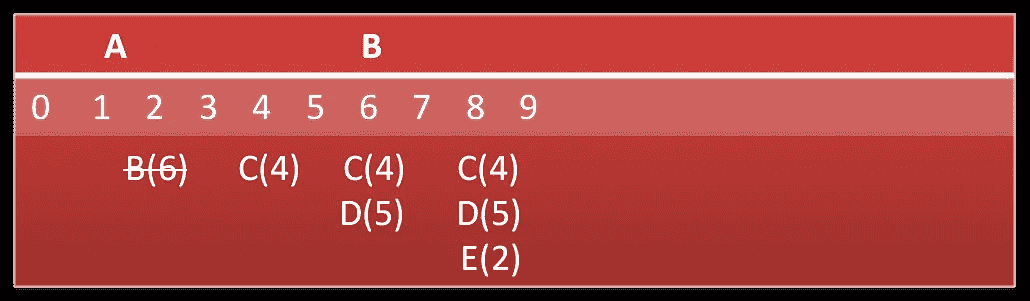 A B
0 1 2 3 4 5 6 7 8 9
B(6) C(4) C(4) C(4)
D(5) D(5)
E(2)